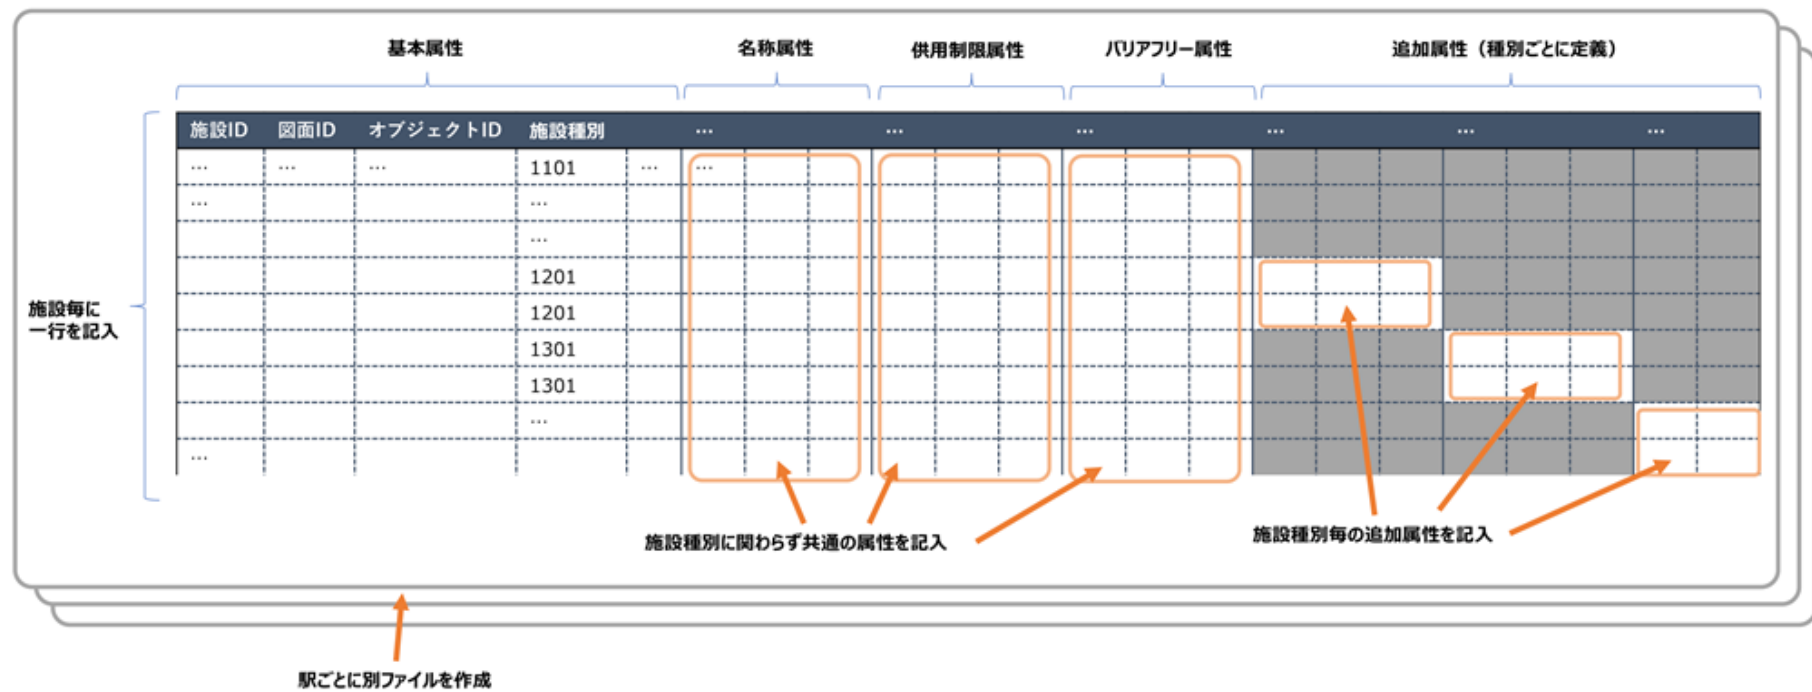 基本属性 名称属性 供用制限属性 バリアフリー属性 追加属性（種別ごとに定義）
施設ID 図面ID オブジェクトID 施設種別 … … … … … …
… … … 1101 … …
… …
…
1201
施設毎に
一行を記入
1201
1301
1301
…
…
施設種別に関わらず共通の属性を記入
施設種別毎の追加属性を記入
駅ごとに別ファイルを作成